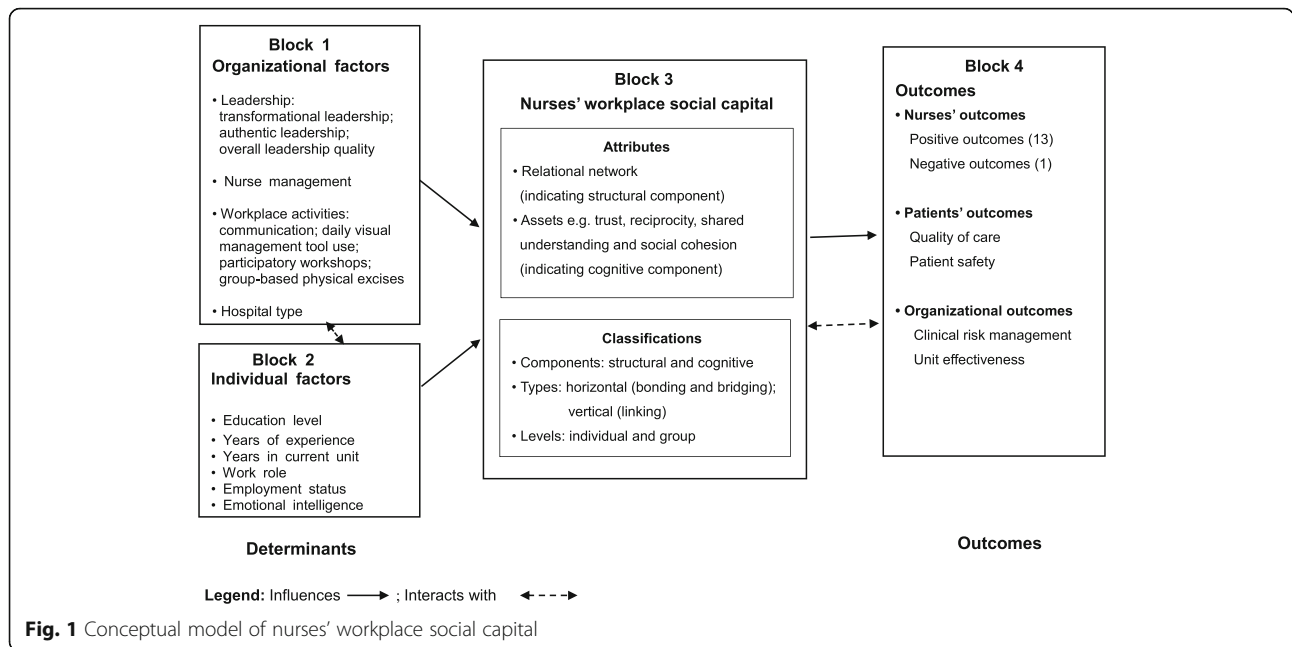 Block 1
Organizational factors
• Leadership:
transformational leadership;
authentic leadership;
overall leadership quality
• Nurse management
• Workplace activities:
communication; daily visual
management tool use;
participatory workshops;
group-based physical excises
• Hospital type
Block 2
Individual factors
• Education level
• Years of experience
• Years in current unit
• Work role
• Employment status
• Emotional intelligence
Determinants
Block 3
Nurses' workplace social capital
Attributes
• Relational network
(indicating structural component)
• Assets e.g. trust, reciprocity, shared
understanding and social cohesion
(indicating cognitive component)
Classifications
• Components: structural and cognitive
• Types: horizontal (bonding and bridging);
vertical (linking)
• Levels: individual and group
Block 4
Outcomes
• Nurses' outcomes
Positive outcomes (13)
Negative outcomes (1)
• Patients' outcomes
Quality of care
Patient safety
• Organizational outcomes
Clinical risk management
Unit effectiveness
Outcomes
Legend: Influences ; Interacts with
Fig. 1 Conceptual model of nurses' workplace social capital